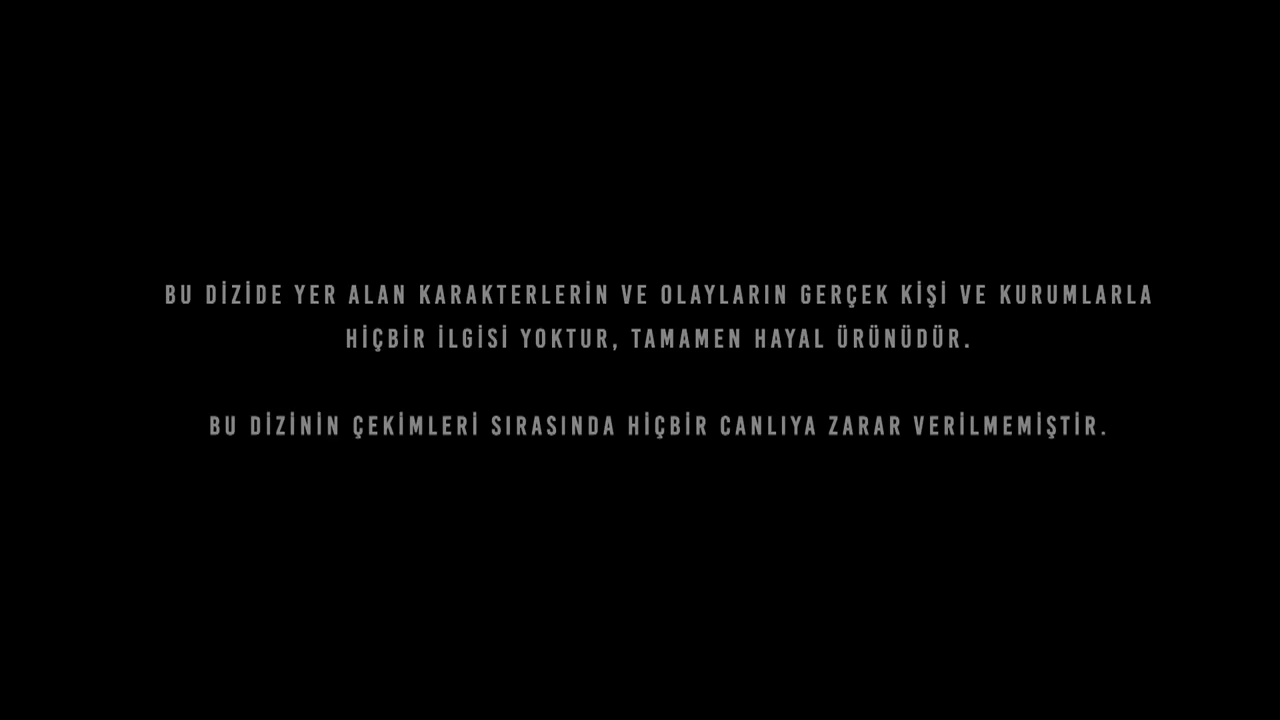 BU DİZİDE YER ALAN KARAKTERLERİN VE OLAYLARIN GERÇEK KİŞİ VE KURUMLARLA
HİÇBİR İLGİSİ YOKTUR, TAMAMEN HAYAL ÜRÜNÜDÜR.
BU DİZİNİN ÇEKİMLERİ SIRASINDA HİÇBİR CANLIYA ZARAR VERİLMEMİŞTİR.